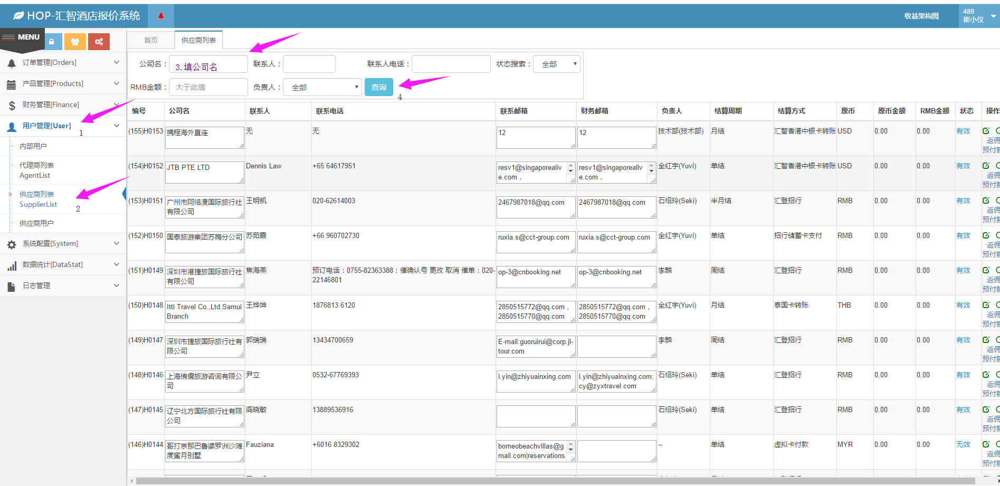 HOP-汇智酒店报价系统
收益架构图
489
崔小仪
MENU
首页
供应商列表
订单管理[Orders]
产品管理[Products]
财务管理[Finance]
用户管理[User]
1
内部用户
代理商列表
AgentList
供应商列表
SupplierList
2
供应商用户
系统配置[System]
数据统计[DataStat]
日志管理
公司名： 3.填公司名 联系人： 联系人电话： 状态搜索： 全部
RMB金额： 大于此值 负责人： 全部 查询
4
编号 公司名 联系人 联系电话 联系邮箱 财务邮箱 负责人 结算周期 结算方式 原币 原币金额 RMB金额 状态 操作
(155)H0153 携程海外直连 无 无 12 12 技术部(技术部) 月结 汇智香港中银卡转账 USD 0.00 0.00 有效
返佣
预付款
(154)H0152 JTB PTE LTD Dennis Law +65 64617951 resv1@singaporealiv resv1@singaporealiv 全红宇(Yuvi) 单结 汇智香港中银卡转账 USD 0.00 0.00 有效
e.com， e.com， 返佣
预付款
(153)H0151 广州市阿络漫国际旅行社 王明凯 020-62614003 2467987018@qq.com 2467987018@qq.com 石绍玲(Seki) 半月结 汇登招行 RMB 0.00 0.00 有效
有限公司 返佣
预付款
(152)H0150 国泰旅游集团苏梅分公司 苏茹霞 +66 960702730 ruxia.s@cct-group.com ruxia.s@cct-group.com 全红宇(Yuvi) 单结 招行储蓄卡支付 RMB 0.00 0.00 有效
返佣
预付款
(151)H0149 深圳市港捷旅国际旅行社 焦海燕 预订电话：0755-82363388；催确认号 更改 取消 催单：020- op-3@cnbooking.net op-3@cnbooking.net 李麟 周结 汇登招行 RMB 0.00 0.00 有效
有限公司 22146801 返佣
预付款
(150)H0148 Itti Travel Co.,Ltd.Samui 王烨坤 1876813 6120 2850515772@qq.com， 2850515772@qq.com， 全红宇(Yuvi) 月结 泰国卡转账 THB 0.00 0.00 有效
Branch 2850515770@qq.com 2850515770@qq.com 返佣
预付款
(149)H0147 深圳市捷旅国际旅行社有 郭瑞瑞 13434700659 E-mail:guoruirui@corp.jl- 李麟 周结 汇登招行 RMB 0.00 0.00 有效
限公司 tour.com 返佣
预付款
(148)H0146 上海侑儒旅游咨询有限公 尹立 0532-67769393 l.yin@zhiyuainxing.com l.yin@zhiyuainxing.com; 石绍玲(Seki) 单结 汇登招行 RMB 0.00 0.00 有效
司 cy@zyxtravel.com 返佣
预付款
(147)H0145 辽宁北方国际旅行社有限 阎晓敏 13889536916 石绍玲(Seki) 单结 汇登招行 RMB 0.00 0.00 有效
公司 返佣
预付款
(146)H0144 哥打京那巴鲁婆罗洲沙滩 Fauziana +6016 8329302 borneobeachvillas@g -- 单结 虚拟卡付款 MYR 0.00 0.00 无效
度蜜月别墅 mail.com|reservations 返佣
预付款